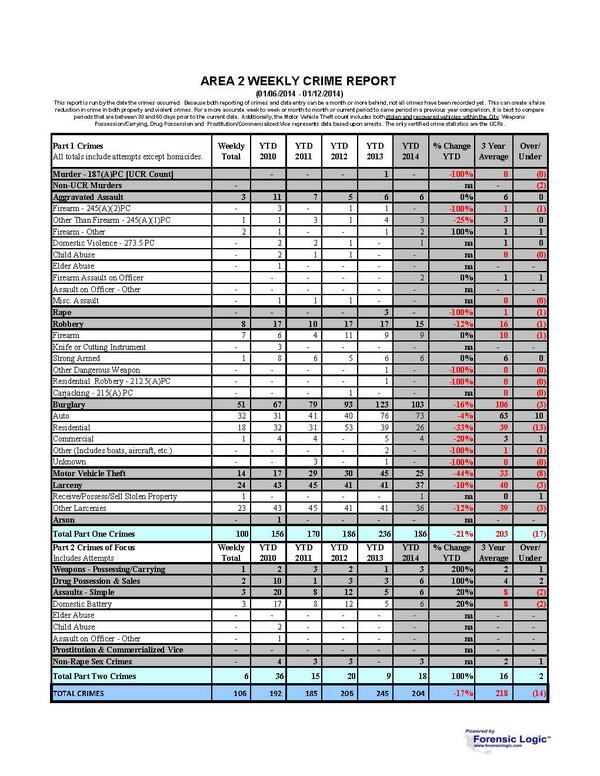 AREA 2 WEEKLY CRIME REPORT
(01/06/2014 - 01/12/2014)
This report is run by the date the crimes occurred. Because both reporting of crimes and data entry can be a month or more behind, not all crimes have been recorded yet. This can create a false
reduction in crime in both property and violent crimes. For a more accurate week to week or month to month or current period to same period in a previous year comparison, it is best to compare
periods that are between 30 and 60 days prior to the current date. Additionally, the Motor Vehicle Theft count includes both stolen and recovered vehicles within the City. Weapons
Possession/Carrying, Drug Possession and Prostitution/Commercialized Vice represents data based upon arrests. The only certified crime statistics are the UCRs.
Part 1 Crimes Weekly YTD YTD YTD YTD YTD % Change 3 Year Over/
All totals include attempts except homicides. Total 2010 2011 2012 2013 2014 YTD Average Under
Murder - 187(A)PC [UCR Count] - - - 1 - -100% 0 (0)
Non-UCR Murders - na - (2)
Aggravated Assault 3 11 7 5 6 6 0% 6 0
Firearm - 245(A)(2)PC - 3 - 1 1 - -100% 1 (1)
Other Than Firearm - 245(A)(1)PC 1 1 3 1 4 3 -25% 3 0
Firearm - Other 2 1 - - 1 2 100% 1 1
Domestic Violence - 273.5 PC - 2 2 1 - 1 na 1 0
Child Abuse - 2 1 1 - - na 0 (0)
Elder Abuse - 1 - - - - na - -
Firearm Assault on Officer - - - - 2 0% 1 1
Assault on Officer - Other - - - - - - na - -
Misc. Assault - 1 1 1 - - na 0 (0)
Rape - - - - 3 - -100% 1 (1)
Robbery 8 17 10 17 17 15 -12% 16 (1)
Firearm 7 6 4 11 9 9 0% 10 (1)
Knife or Cutting Instrument - 3 - - - - na - -
Strong Armed 1 8 6 5 6 6 0% 6 0
Other Dangerous Weapon - - - - 1 - -100% 0 (0)
Residential Robbery - 212.5(A)PC - - - - 1 - -100% 0 (0)
Carjacking - 215(A) PC - - - 1 - - na 0 (0)
Burglary 51 67 79 93 123 103 -16% 106 (3)
Auto 32 31 41 40 76 73 -4% 63 10
Residential 18 32 31 53 39 26 -33% 39 (13)
Commercial 1 4 4 - 5 4 -20% 3 1
Other (Includes boats, aircraft, etc.) - - - - 2 - -100% 1 (1)
Unknown - - 3 - 1 - -100% 0 (0)
Motor Vehicle Theft 14 17 29 30 45 25 -44% 33 (8)
Larceny 24 43 45 41 41 37 -10% 40 (3)
Receive/Possess/Sell Stolen Property 1 - - - - 1 na 0 1
Other Larcenies 23 43 45 41 41 36 -12% 39 (3)
Arson - 1 - - - - na - -
Total Part One Crimes 100 156 170 186 236 186 -21% 203 (17)
Part 2 Crimes of Focus Weekly YTD YTD YTD YTD YTD % Change 3 Year Over/
Includes Attempts Total 2010 2011 2012 2013 2014 YTD Average Under
Weapons - Possessing/Carrying 1 2 3 2 1 3 200% 2 1
Drug Possession & Sales 2 10 1 3 3 6 100% 4 2
Assaults - Simple 3 20 8 12 5 6 20% 8 (2)
Domestic Battery 3 17 8 12 5 6 20% 8 (2)
Elder Abuse - - - - - - na - -
Child Abuse - 2 - - - - na - -
Assault on Officer - Other - 1 - - - - na - -
Prostitution & Commercialized Vice - - - - - - na - -
Non-Rape Sex Crimes - 4 3 3 - 3 na 2 1
Total Part Two Crimes 6 36 15 20 9 18 100% 16 2
TOTAL CRIMES 106 192 185 206 245 204 -17% 218 (14)
Powered by
Forensic Logic™
www.forensiclogic.com